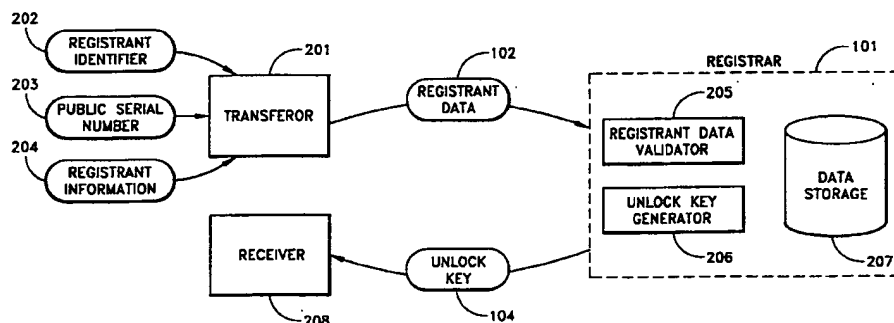 202
REGISTRANT
IDENTIFIER
203
PUBLIC SERIAL
NUMBER
204
REGISTRANT
INFORMATION
201
TRANSFEROR
102
REGISTRANT
DATA
REGISTRAR
101
205
REGISTRANT DATA
VALIDATOR
UNLOCK KEY
GENERATOR
206
DATA
STORAGE
207
RECEIVER
208
UNLOCK
KEY
104